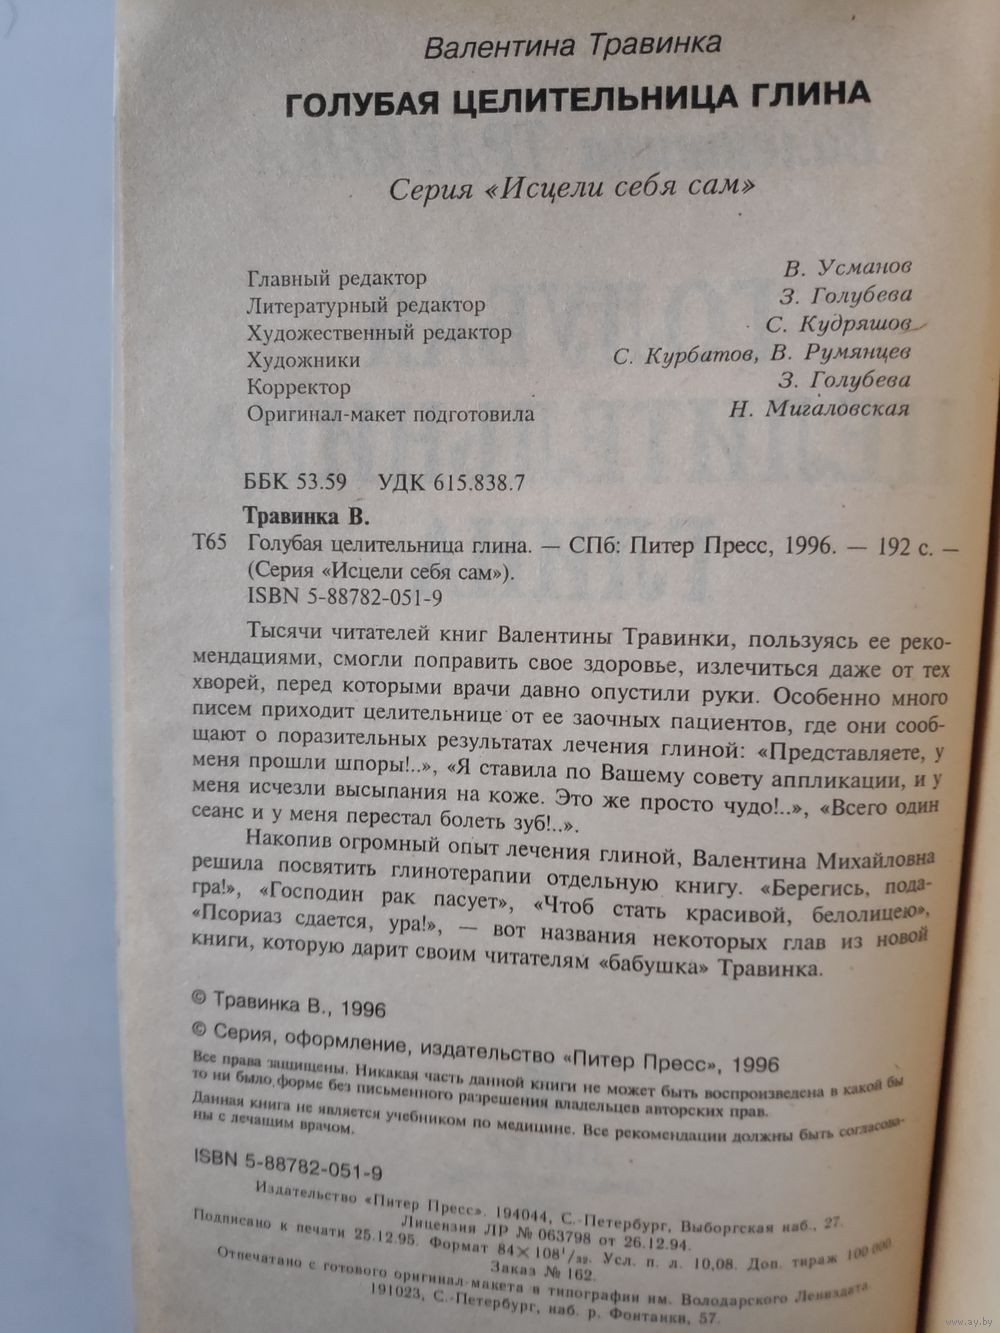 Валентина Травинка
ГОЛУБАЯ ЦЕЛИТЕЛЬНИЦА ГЛИНА
Серия «Исцели себя сам»
Главный редактор В. Усманов
Литературный редактор З. Голубева
Художественный редактор С. Кудряшов
Художники С. Курбатов, В. Румянцев
Корректор З. Голубева
Оригинал-макет подготовила Н. Мигаловская
ББК 53.59 УДК 615.838.7
Травинка В.
Т65 Голубая целительница глина. — СПб: Питер Пресс, 1996. — 192 с. —
(Серия «Исцели себя сам»).
ISBN 5-88782-051-9
Тысячи читателей книг Валентины Травинки, пользуясь ее реко-
мендациями, смогли поправить свое здоровье, излечиться даже от тех
хворей, перед которыми врачи давно опустили руки. Особенно много
писем приходит целительнице от ее заочных пациентов, где они сооб-
щают о поразительных результатах лечения глиной: «Представляете, у
меня прошли шпоры!..», «Я ставила по Вашему совету аппликации, и у
меня исчезли высыпания на коже. Это же просто чудо!..», «Всего один
сеанс и у меня перестал болеть зуб!..».
Накопив огромный опыт лечения глиной, Валентина Михайловна
решила посвятить глинотерапии отдельную книгу. «Берегись, пода-
гра!», «Господин рак пасует», «Чтоб стать красивой, белолицею»,
«Псориаз сдается, ура!», — вот названия некоторых глав из новой
книги, которую дарит своим читателям «бабушка» Травинка.
© Травинка В., 1996
© Серия, оформление, издательство «Питер Пресс», 1996
Все права защищены. Никакая часть данной книги не может быть воспроизведена в какой бы
то ни было форме без письменного разрешения владельцев авторских прав.
Данная книга не является учебником по медицине. Все рекомендации должны быть согласова-
ны с лечащим врачом.
ISBN 5-88782-051-9
Издательство «Питер Пресс». 194044, С.-Петербург, Выборгская наб., 27.
Лицензия ЛР № 063798 от 26.12.94.
Подписано к печати 25.12.95. Формат 84×108¹/₃₂. Усл. п. л. 10,08. Доп. тираж 100 000
Заказ № 162.
Отпечатано с готового оригинал-макета в типографии им. Володарского Лениздата
191023, С.-Петербург, наб. р. Фонтанки, 57.
www.ay.by